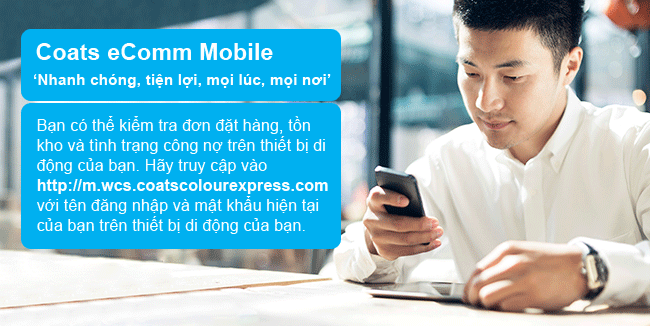 Coats eComm Mobile
‘Nhanh chóng, tiện lợi, mọi lúc, mọi nơi’
Bạn có thể kiểm tra đơn đặt hàng, tồn
kho và tình trạng công nợ trên thiết bị di
động của bạn. Hãy truy cập vào
http://m.wcs.coatscolourexpress.com
với tên đăng nhập và mật khẩu hiện tại
của bạn trên thiết bị di động của bạn.